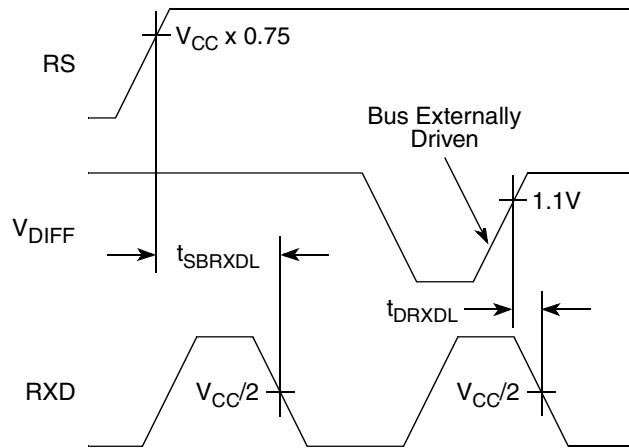 V_CC x 0.75
RS
Bus Externally
Driven
1.1V
V_DIFF
t_SBRXDL
t_DRXDL
RXD
V_CC/2
V_CC/2